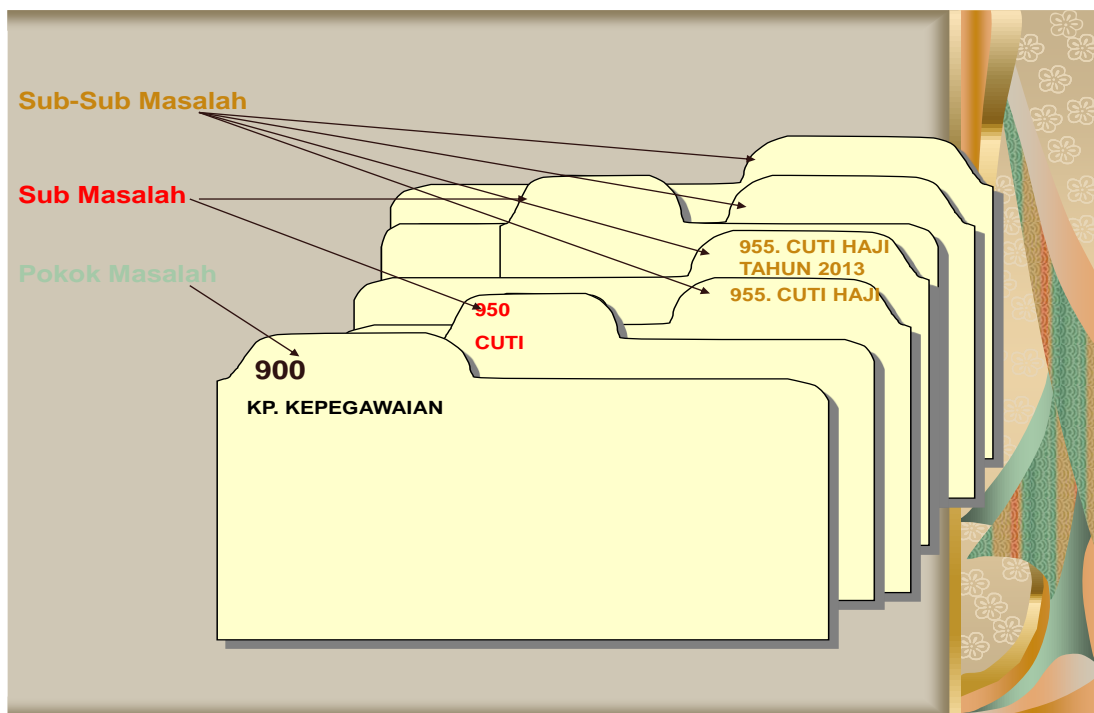 Sub-Sub Masalah
Sub Masalah
Pokok Masalah
955. CUTI HAJI
TAHUN 2013
955. CUTI HAJI
950
CUTI
900
KP. KEPEGAWAIAN